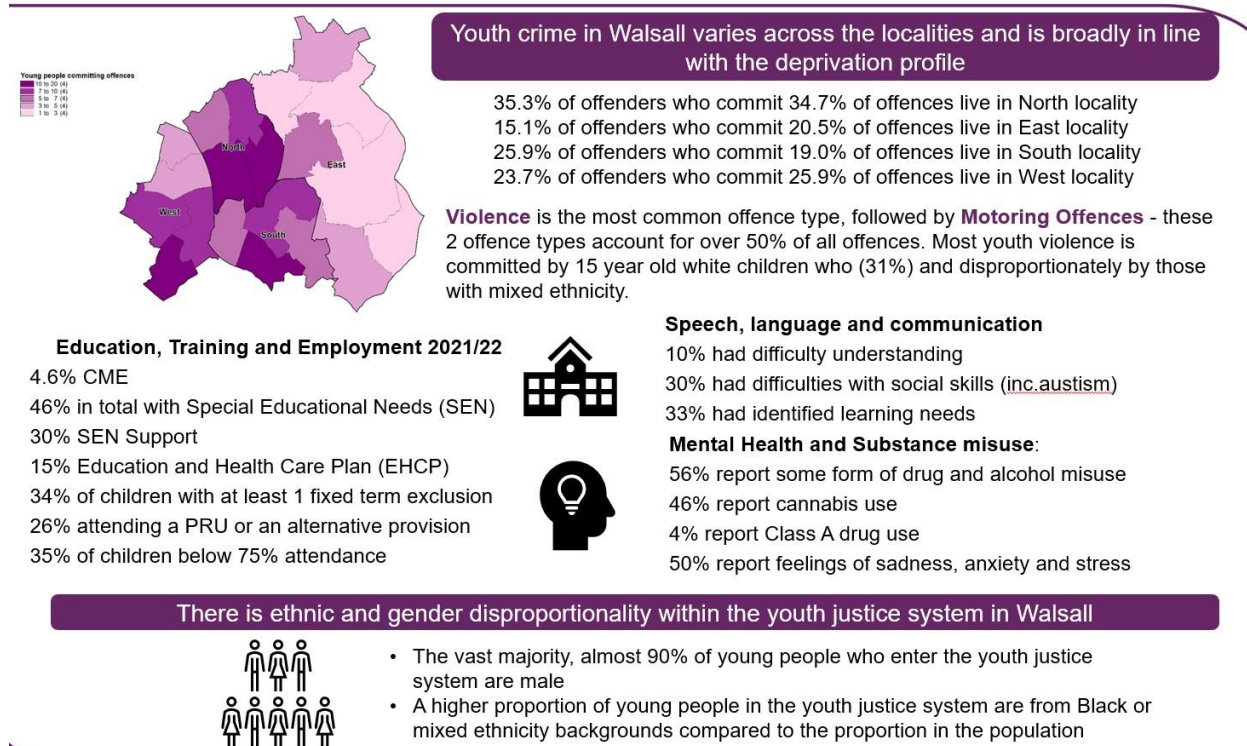 Youth crime in Walsall varies across the localities and is broadly in line
with the deprivation profile
Young people committing offences
10 to 20 (4)
7 to 10 (4)
5 to 7 (4)
3 to 5 (4)
1 to 3 (4)
North
East
West
South
35.3% of offenders who commit 34.7% of offences live in North locality
15.1% of offenders who commit 20.5% of offences live in East locality
25.9% of offenders who commit 19.0% of offences live in South locality
23.7% of offenders who commit 25.9% of offences live in West locality
Violence is the most common offence type, followed by Motoring Offences - these
2 offence types account for over 50% of all offences. Most youth violence is
committed by 15 year old white children who (31%) and disproportionately by those
with mixed ethnicity.
Education, Training and Employment 2021/22
4.6% CME
46% in total with Special Educational Needs (SEN)
30% SEN Support
15% Education and Health Care Plan (EHCP)
34% of children with at least 1 fixed term exclusion
26% attending a PRU or an alternative provision
35% of children below 75% attendance
Speech, language and communication
10% had difficulty understanding
30% had difficulties with social skills (inc.austism)
33% had identified learning needs
Mental Health and Substance misuse:
56% report some form of drug and alcohol misuse
46% report cannabis use
4% report Class A drug use
50% report feelings of sadness, anxiety and stress
There is ethnic and gender disproportionality within the youth justice system in Walsall
• The vast majority, almost 90% of young people who enter the youth justice
system are male
• A higher proportion of young people in the youth justice system are from Black or
mixed ethnicity backgrounds compared to the proportion in the population